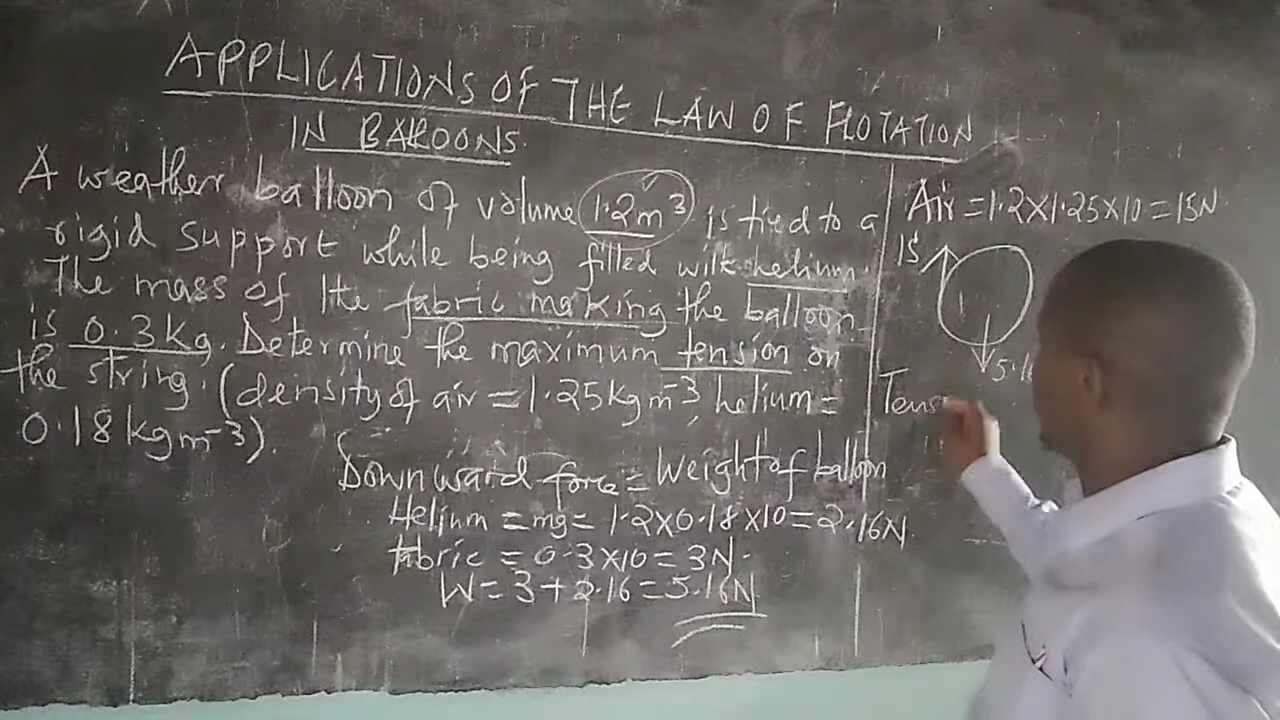 APPLICATIONS OF THE LAW OF FLOTATION
IN BAROONS.
A weather balloon of volume 1.2m³ is tied to a
rigid support while being filled with helium.
The mass of the fabric making the balloon
is 0.3kg. Determine the maximum tension on
the string. (density of air = 1.25kgm⁻³, helium =
0.18kgm⁻³).
Downward force = Weight of balloon
Helium = mg = 1.2×0.18×10 = 2.16N.
Fabric = 0.3×10 = 3N.
W = 3 + 2.16 = 5.16N
Air = 1.2×1.25×10 = 15N
15
5.16
Tens